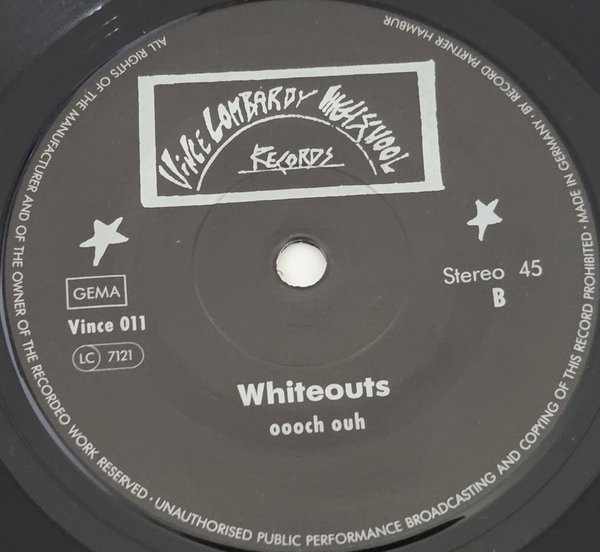 VINCE LOMBARDY HIGHSCHOOL
RECORDS
GEMA
Vince 011
LC 7121
Stereo 45
B
Whiteouts
oooch ouh
ALL RIGHTS OF THE MANUFACTURER AND OF THE OWNER OF THE RECORDED WORK RESERVED · UNAUTHORISED PUBLIC PERFORMANCE BROADCASTING AND COPYING OF THIS RECORD PROHIBITED · MADE IN GERMANY BY RECORD PARTNER HAMBUR